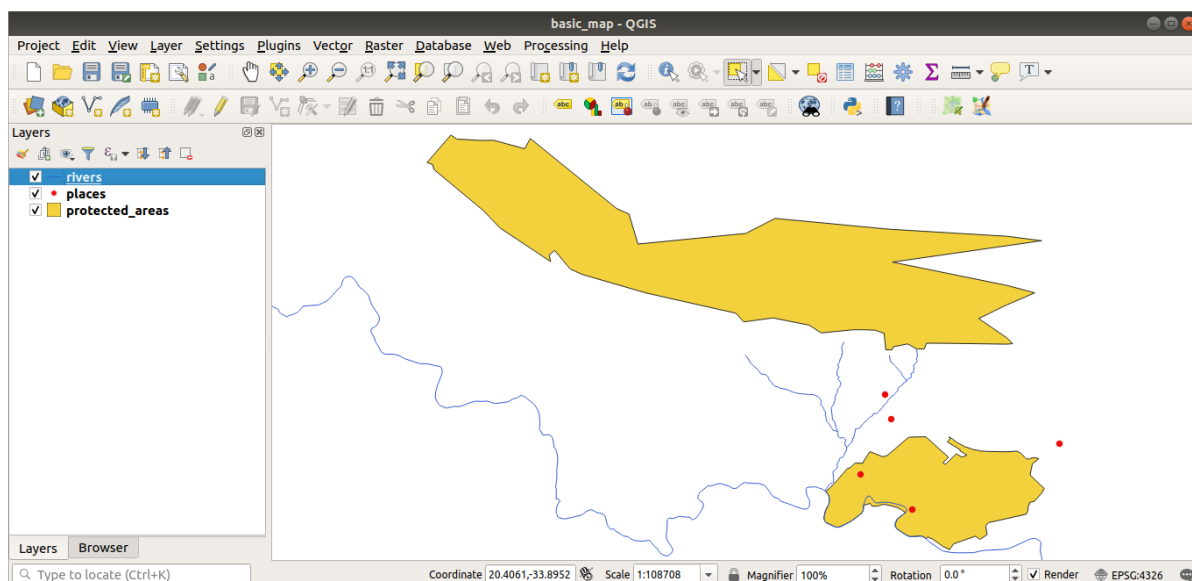 basic_map - QGIS
Project Edit View Layer Settings Plugins Vector Raster Database Web Processing Help
Layers
rivers
places
protected_areas
Layers Browser
Type to locate (Ctrl+K) Coordinate 20.4061,-33.8952 Scale 1:108708 Magnifier 100% Rotation 0.0 ° Render EPSG:4326